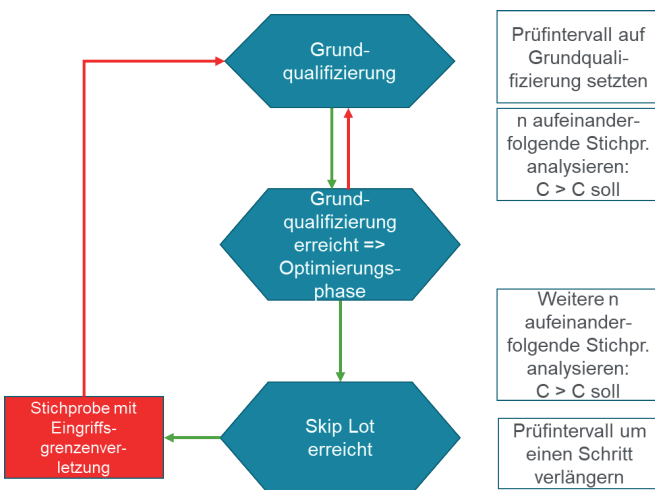 Grund-
qualifizierung
Prüfintervall auf
Grundquali-
fizierung setzten
n aufeinander-
folgende Stichpr.
analysieren:
C > C soll
Grund-
qualifizierung
erreicht =>
Optimierungs-
phase
Weitere n
aufeinander-
folgende Stichpr.
analysieren:
C > C soll
Stichprobe mit
Eingriffs-
grenzenver-
letzung
Skip Lot
erreicht
Prüfintervall um
einen Schritt
verlängern